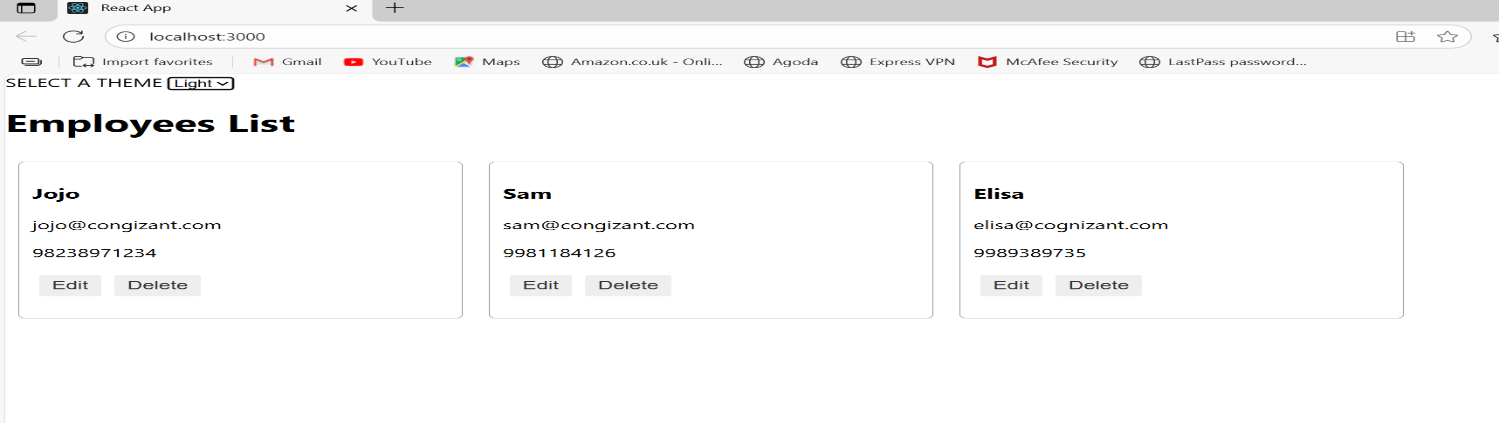 React App
localhost:3000
Import favorites Gmail YouTube Maps Amazon.co.uk - Onli... Agoda Express VPN McAfee Security LastPass password...
SELECT A THEME Light
Employees List
Jojo
jojo@congizant.com
98238971234
Edit Delete
Sam
sam@congizant.com
9981184126
Edit Delete
Elisa
elisa@cognizant.com
9989389735
Edit Delete